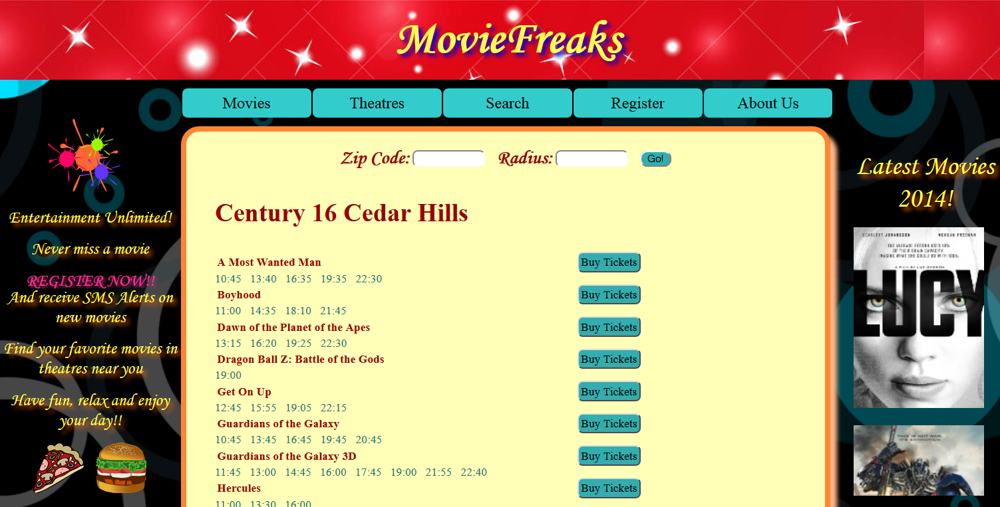 MovieFreaks
Movies
Theatres
Search
Register
About Us
Entertainment Unlimited!
Never miss a movie
REGISTER NOW!!
And receive SMS Alerts on
new movies
Find your favorite movies in
theatres near you
Have fun, relax and enjoy
your day!!
Zip Code:
Radius:
Go!
Century 16 Cedar Hills
A Most Wanted Man
Buy Tickets
10:45 13:40 16:35 19:35 22:30
Boyhood
Buy Tickets
11:00 14:35 18:10 21:45
Dawn of the Planet of the Apes
Buy Tickets
13:15 16:20 19:25 22:30
Dragon Ball Z: Battle of the Gods
Buy Tickets
19:00
Get On Up
Buy Tickets
12:45 15:55 19:05 22:15
Guardians of the Galaxy
Buy Tickets
10:45 13:45 16:45 19:45 20:45
Guardians of the Galaxy 3D
Buy Tickets
11:45 13:00 14:45 16:00 17:45 19:00 21:55 22:40
Hercules
Buy Tickets
11:00 13:30 16:00
Latest Movies
2014!
SCARLETT JOHANSSON MORGAN FREEMAN
THE AVERAGE PERSON USES 10%
OF THEIR BRAIN CAPACITY.
IMAGINE WHAT SHE COULD DO WITH 100%.
A FILM BY LUC BESSON
LUCY
THIS IS NOT WAR.
IT'S EXTINCTION.